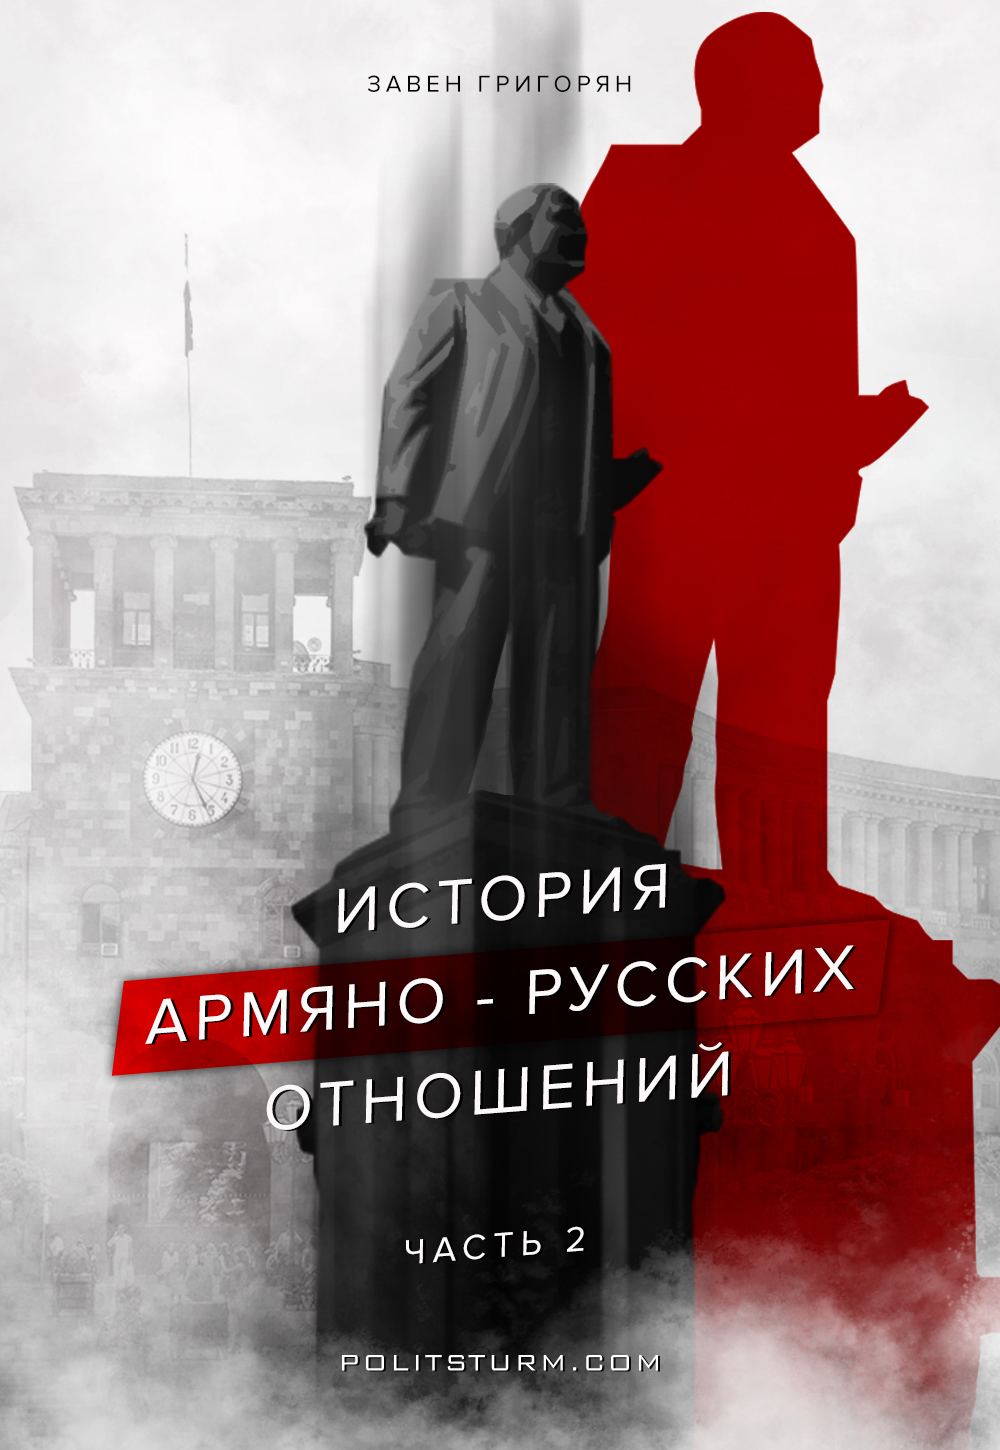 ЗАВЕН ГРИГОРЯН
ИСТОРИЯ
АРМЯНО - РУССКИХ
ОТНОШЕНИЙ
ЧАСТЬ 2
POLITSTURM.COM